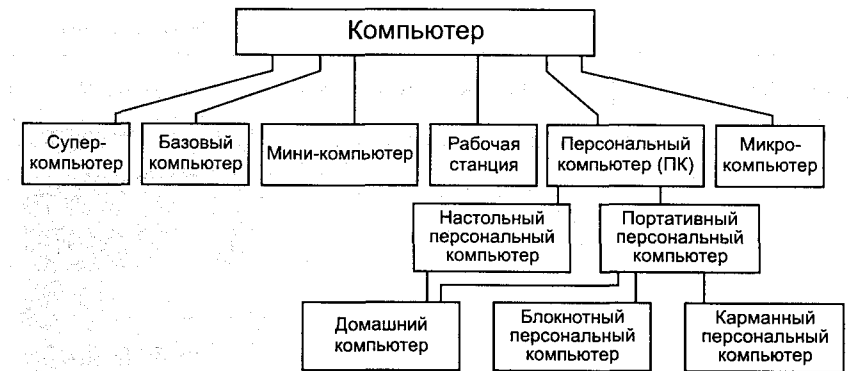 Компьютер
Супер-
компьютер
Базовый
компьютер
Мини-компьютер
Рабочая
станция
Персональный
компьютер (ПК)
Микро-
компьютер
Настольный
персональный
компьютер
Портативный
персональный
компьютер
Домашний
компьютер
Блокнотный
персональный
компьютер
Карманный
персональный
компьютер